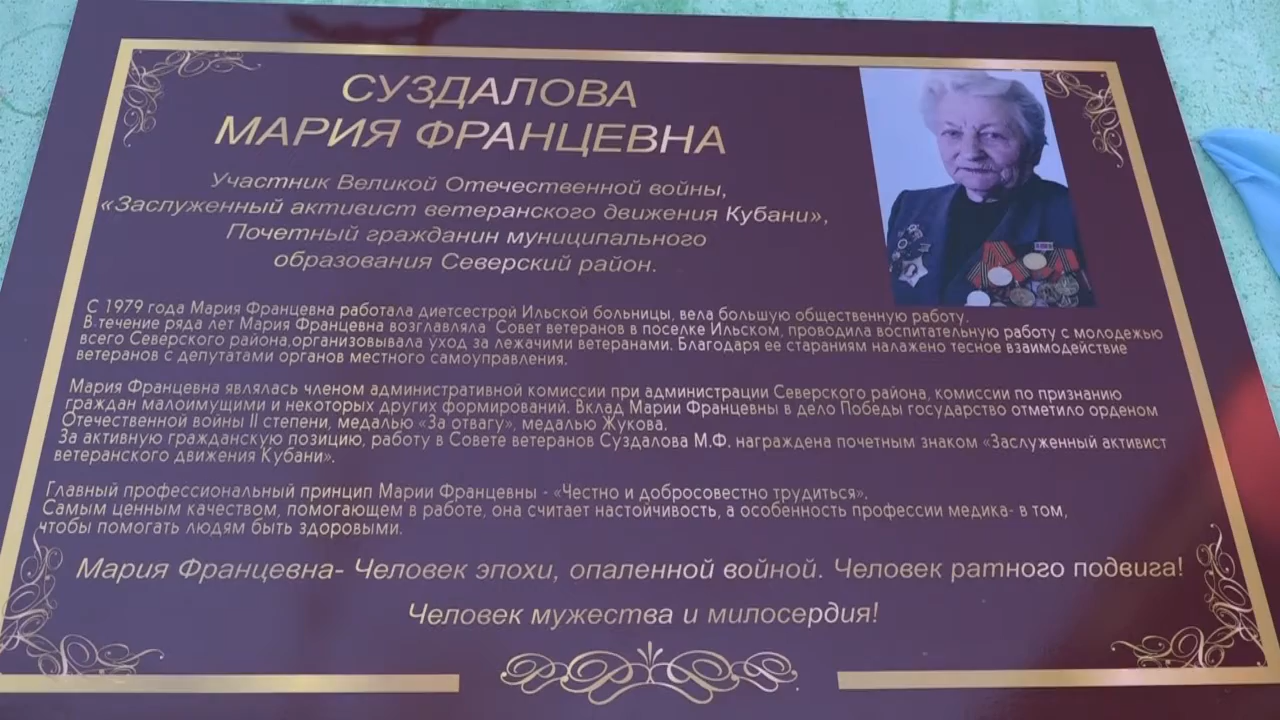 СУЗДАЛОВА
МАРИЯ ФРАНЦЕВНА
Участник Великой Отечественной войны,
«Заслуженный активист ветеранского движения Кубани»,
Почетный гражданин муниципального
образования Северский район.
С 1979 года Мария Францевна работала диетсестрой Ильской больницы, вела большую общественную работу.
В течение ряда лет Мария Францевна возглавляла Совет ветеранов в поселке Ильском, проводила воспитательную работу с молодежью
всего Северского района,организовывала уход за лежачими ветеранами. Благодаря ее стараниям налажено тесное взаимодействие
ветеранов с депутатами органов местного самоуправления.
Мария Францевна являлась членом административной комиссии при администрации Северского района, комиссии по признанию
граждан малоимущими и некоторых других формирований. Вклад Марии Францевны в дело Победы государство отметило орденом
Отечественной войны II степени, медалью «За отвагу», медалью Жукова.
За активную гражданскую позицию, работу в Совете ветеранов Суздалова М.Ф. награждена почетным знаком «Заслуженный активист
ветеранского движения Кубани».
Главный профессиональный принцип Марии Францевны - «Честно и добросовестно трудиться».
Самым ценным качеством, помогающем в работе, она считает настойчивость, а особенность профессии медика- в том,
чтобы помогать людям быть здоровыми.
Мария Францевна- Человек эпохи, опаленной войной. Человек ратного подвига!
Человек мужества и милосердия!